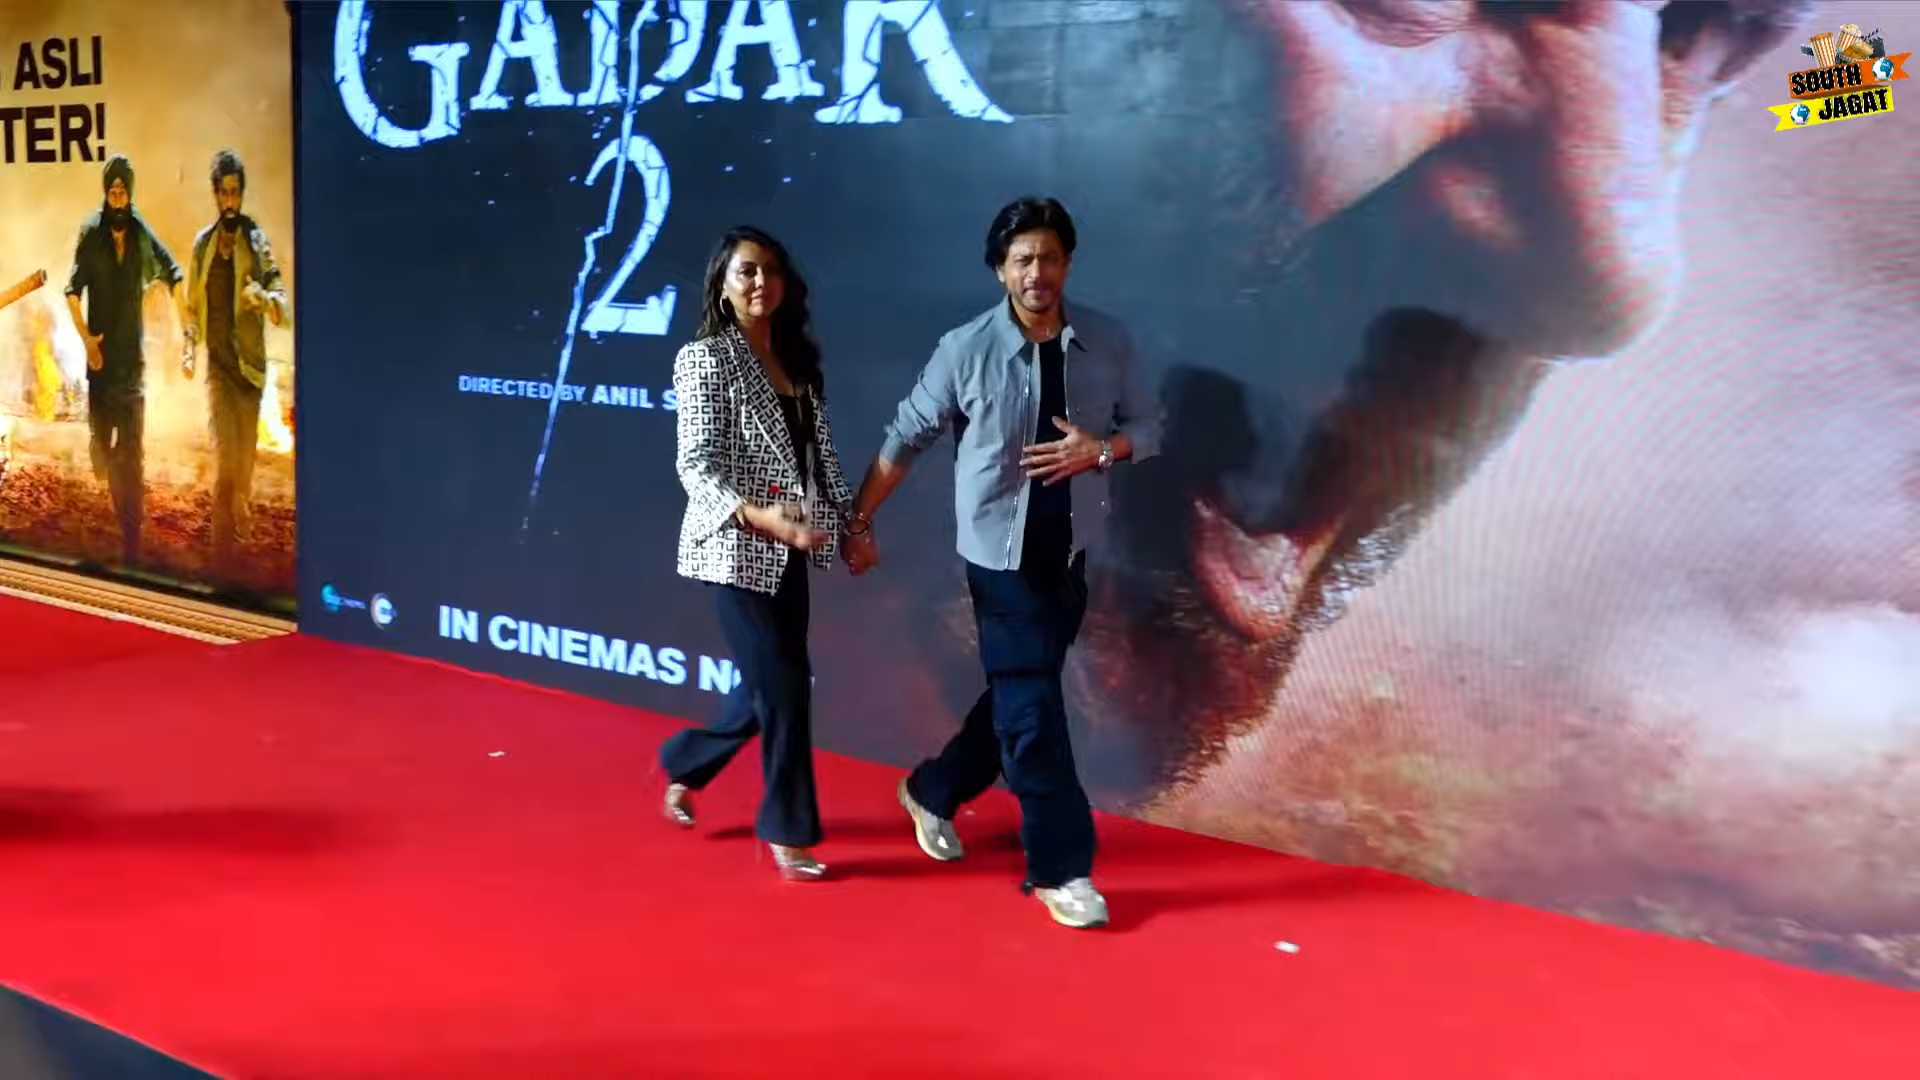 ASLI
TER!
GADAR
2
DIRECTED BY ANIL S
IN CINEMAS N
SOUTH
JAGAT